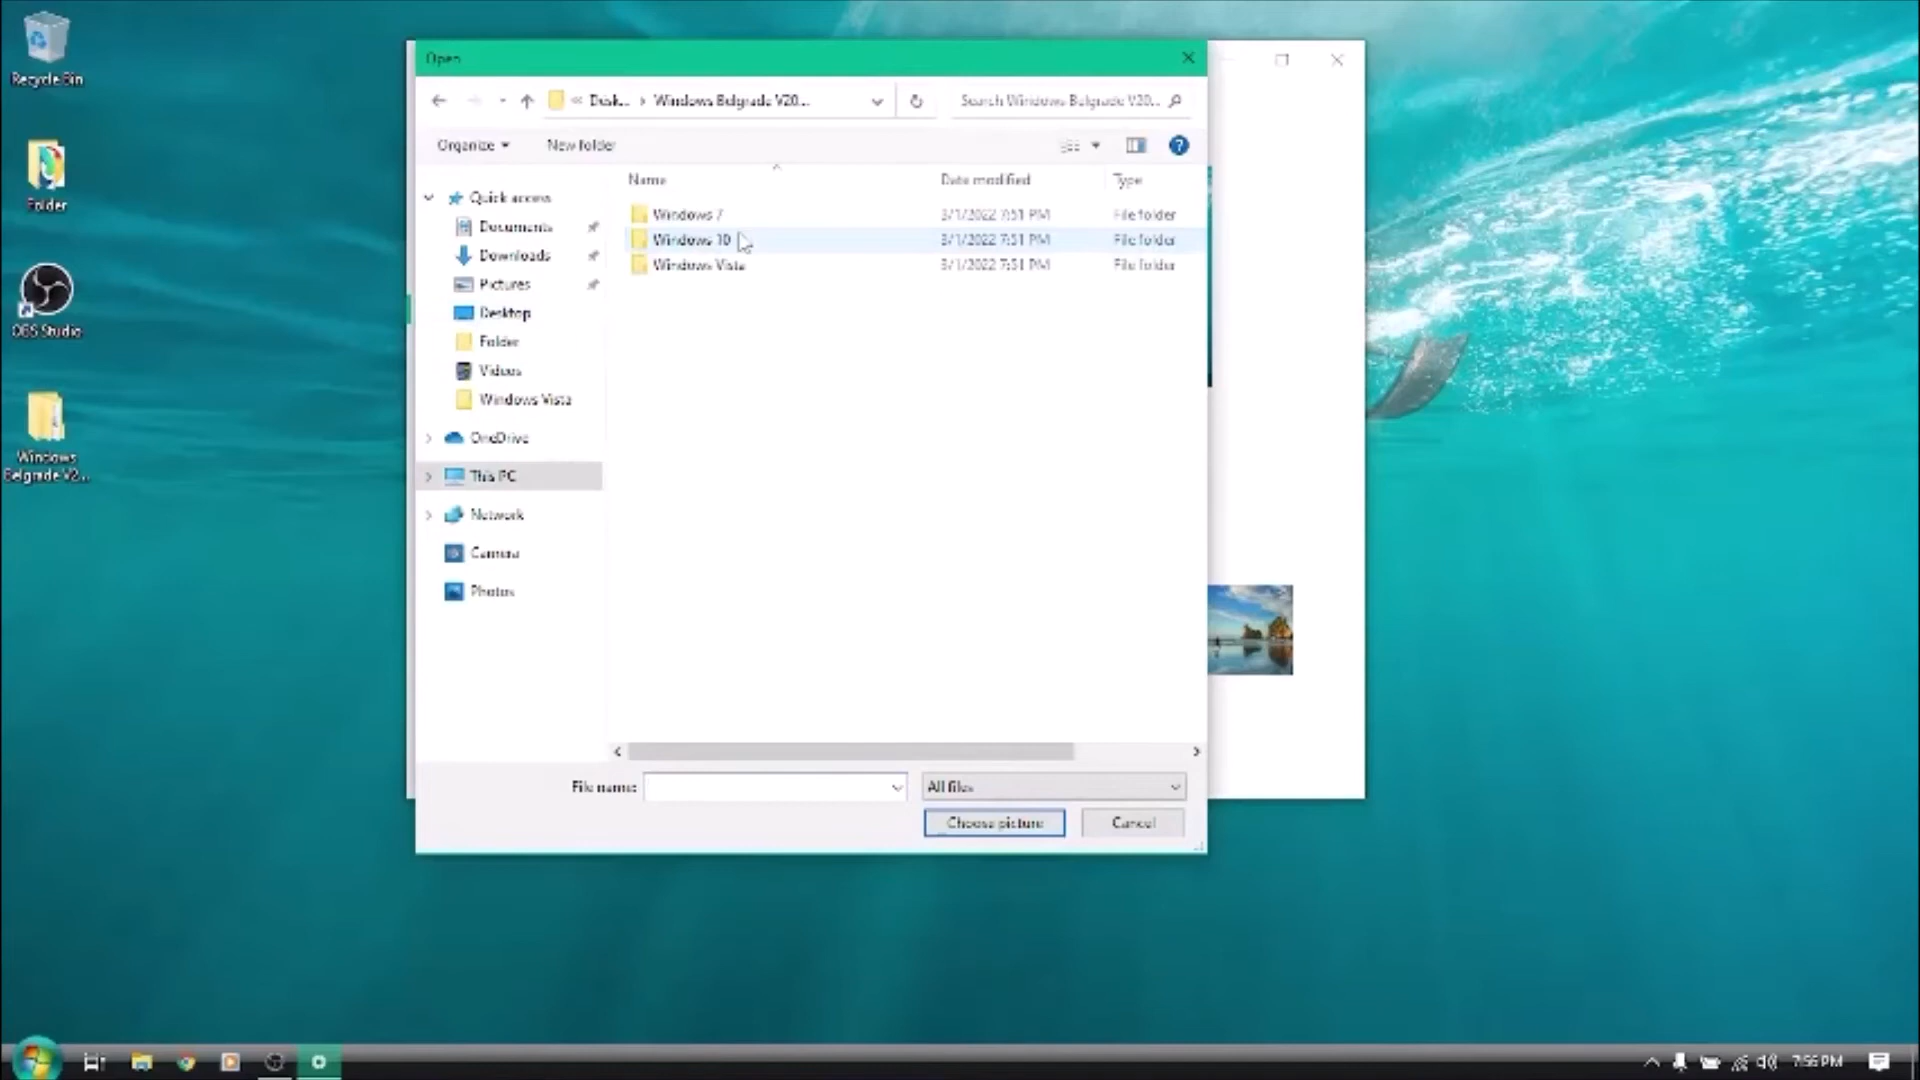 Recycle Bin
Folder
OBS Studio
Windows
Belgrade V2...
Open
« Desk... › Windows Belgrade V20...
Search Windows Belgrade V20...
Organize
New folder
Name
Date modified
Type
Windows 7
3/1/2022 7:51 PM
File folder
Windows 10
3/1/2022 7:51 PM
File folder
Windows Vista
3/1/2022 7:51 PM
File folder
Quick access
Documents
Downloads
Pictures
Desktop
Folder
Videos
Windows Vista
OneDrive
This PC
Network
Camera
Photos
File name:
All files
Choose picture
Cancel
7:56 PM